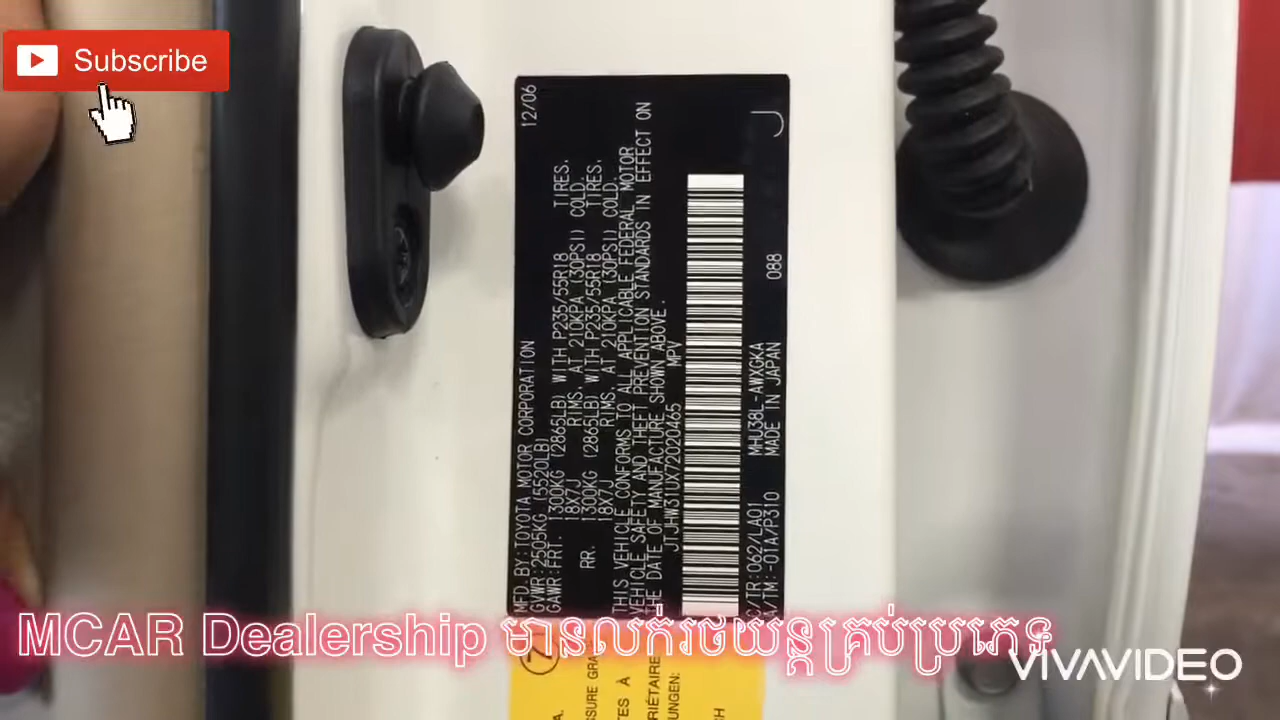 Subscribe
12/06
MFD.BY:TOYOTA MOTOR CORPORATION
GVWR:2505KG (5520LB)
GAWR:FRT. 1300KG (2865LB) WITH P235/55R18 TIRES.
18X7J RIMS, AT 210KPA (30PSI) COLD.
RR. 1300KG (2865LB) WITH P235/55R18 TIRES.
18X7J RIMS, AT 210KPA (30PSI) COLD.
THIS VEHICLE CONFORMS TO ALL APPLICABLE FEDERAL MOTOR
VEHICLE SAFETY AND THEFT PREVENTION STANDARDS IN EFFECT ON
THE DATE OF MANUFACTURE SHOWN ABOVE.
JTJHW31UX72020465 MPV
C/TR:062/LA01 MHU38L-AWXGKA 088
A/TM:-01A/P310 MADE IN JAPAN
J
MCAR Dealership មានលក់រថយន្តគ្រប់ប្រភេទ
VIVAVIDEO
7
TES À